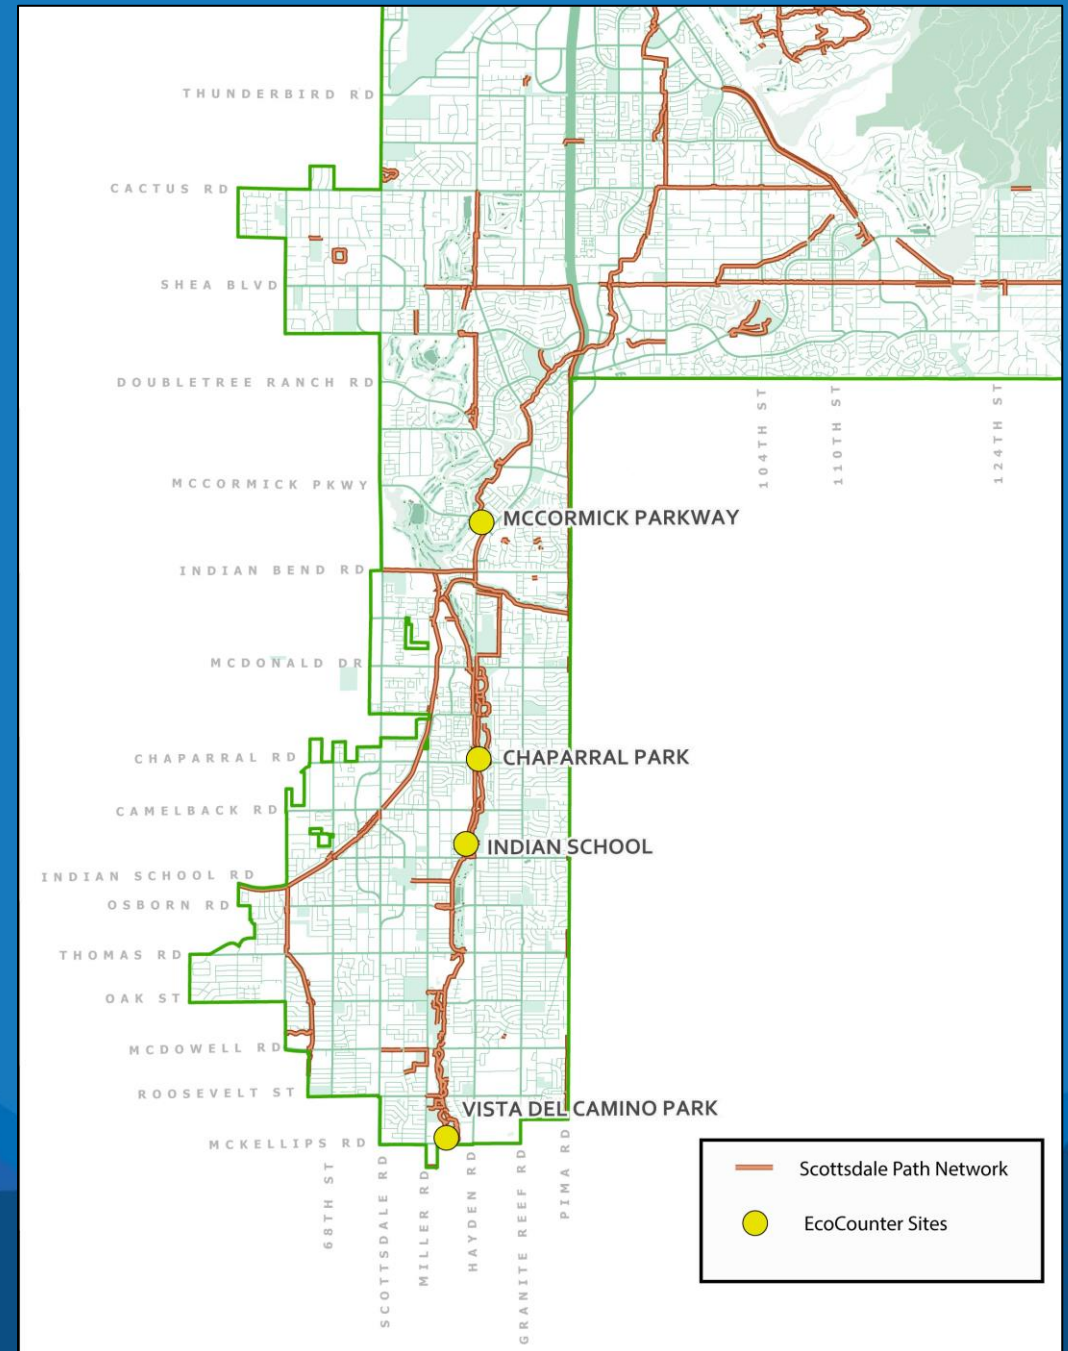 THUNDERBIRD RD
CACTUS RD
SHEA BLVD
DOUBLETREE RANCH RD
104TH ST
110TH ST
124TH ST
MCCORMICK PKWY
MCCORMICK PARKWAY
INDIAN BEND RD
MCDONALD DR
CHAPARRAL RD
CHAPARRAL PARK
CAMELBACK RD
INDIAN SCHOOL
INDIAN SCHOOL RD
OSBORN RD
THOMAS RD
OAK ST
MCDOWELL RD
ROOSEVELT ST
VISTA DEL CAMINO PARK
MCKELLIPS RD
68TH ST
SCOTTSDALE RD
MILLER RD
HAYDEN RD
GRANITE REEF RD
PIMA RD
Scottsdale Path Network
EcoCounter Sites